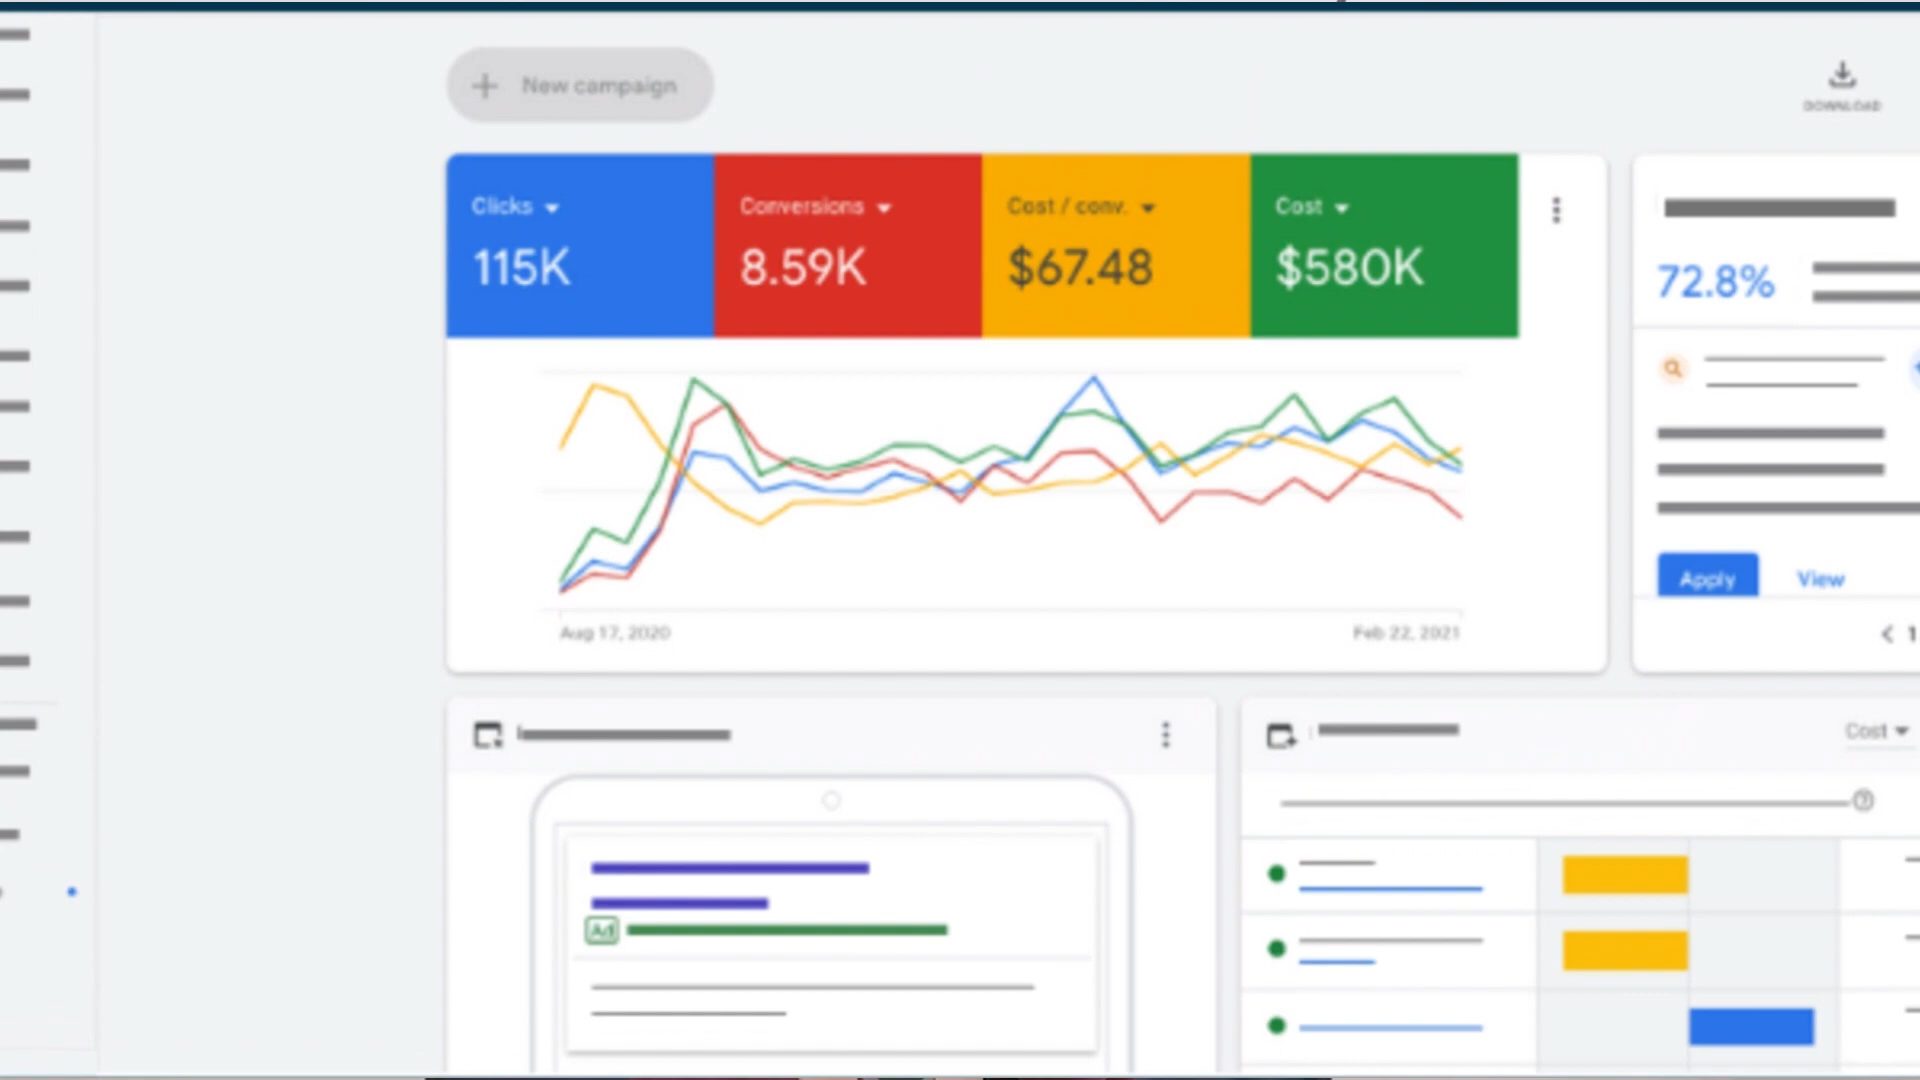 New campaign
DOWNLOAD
Clicks
115K
Conversions
8.59K
Cost / conv.
$67.48
Cost
$580K
72.8%
Aug 17, 2020
Feb 22, 2021
Apply
View
1
Cost
Ad